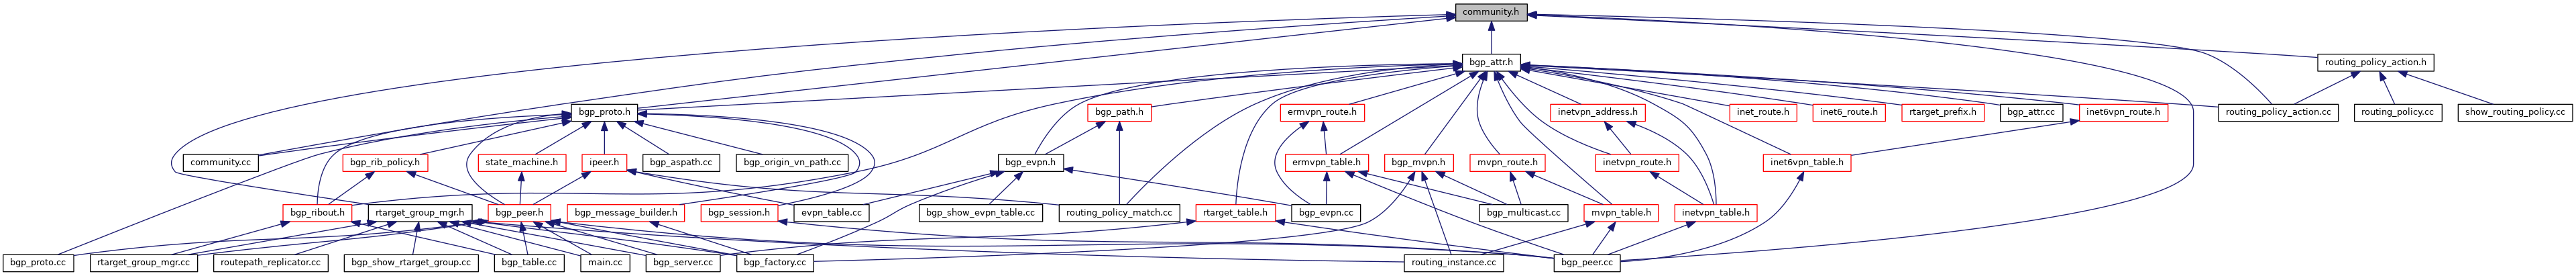 community.h
bgp_attr.h
routing_policy_action.h
bgp_proto.h
bgp_path.h
ermvpn_route.h
inetvpn_address.h
inet_route.h
inet6_route.h
rtarget_prefix.h
bgp_attr.cc
inet6vpn_route.h
routing_policy_action.cc
routing_policy.cc
show_routing_policy.cc
community.cc
bgp_rib_policy.h
state_machine.h
ipeer.h
bgp_aspath.cc
bgp_origin_vn_path.cc
bgp_evpn.h
ermvpn_table.h
bgp_mvpn.h
mvpn_route.h
inetvpn_route.h
inet6vpn_table.h
bgp_ribout.h
rtarget_group_mgr.h
bgp_peer.h
bgp_message_builder.h
bgp_session.h
evpn_table.cc
bgp_show_evpn_table.cc
routing_policy_match.cc
rtarget_table.h
bgp_evpn.cc
bgp_multicast.cc
mvpn_table.h
inetvpn_table.h
bgp_proto.cc
rtarget_group_mgr.cc
routepath_replicator.cc
bgp_show_rtarget_group.cc
bgp_table.cc
main.cc
bgp_server.cc
bgp_factory.cc
routing_instance.cc
bgp_peer.cc